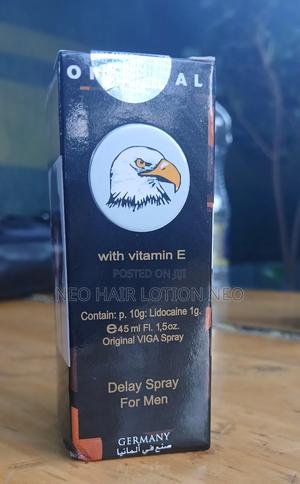 with vitamin E
POSTED ON JIJI
NEO HAIR LOTION NEO
Contain: p. 10g: Lidocaine 1g.
℮45 ml Fl. 1,5oz.
Original VIGA Spray
Delay Spray
For Men
GERMANY
صنع في ألمانيا